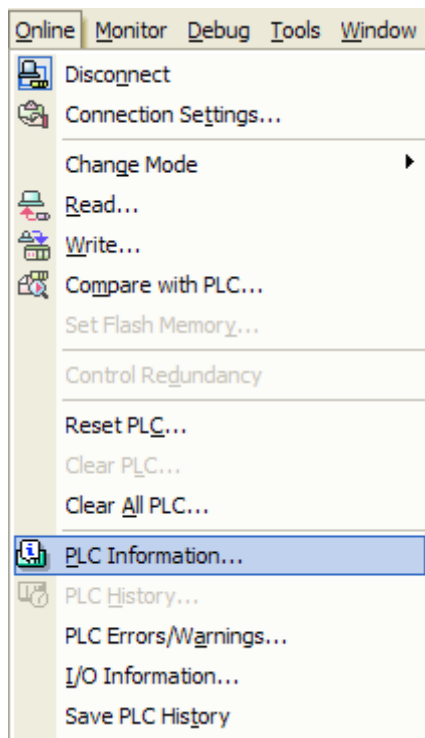 Online Monitor Debug Tools Window
Disconnect
Connection Settings...
Change Mode
Read...
Write...
Compare with PLC...
Set Flash Memory...
Control Redundancy
Reset PLC...
Clear PLC...
Clear All PLC...
PLC Information...
PLC History...
PLC Errors/Warnings...
I/O Information...
Save PLC History